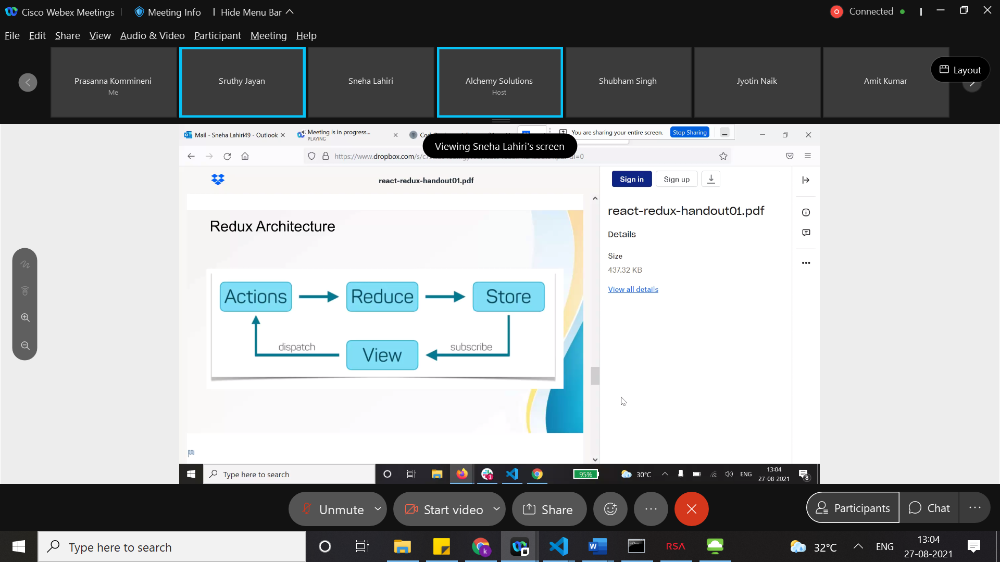 Cisco Webex Meetings | Meeting Info | Hide Menu Bar
Connected
File Edit Share View Audio & Video Participant Meeting Help
Prasanna Kommineni
Me
Sruthy Jayan
Sneha Lahiri
Alchemy Solutions
Host
Shubham Singh
Jyotin Naik
Amit Kumar
Layout
Mail - Sneha Lahiri49 - Outlook
Meeting is in progress...
PLAYING
You are sharing your entire screen.
Stop Sharing
Viewing Sneha Lahiri's screen
https://www.dropbox.com/s/
react-redux-handout01.pdf
Sign in
Sign up
react-redux-handout01.pdf
Details
Size
437.32 KB
View all details
Redux Architecture
Actions
Reduce
Store
dispatch
View
subscribe
Type here to search
95%
30°C
ENG
13:04
27-08-2021
8
1
Unmute
Start video
Share
Participants
Chat
Type here to search
k
W
C:\
RSA
32°C
ENG
13:04
27-08-2021